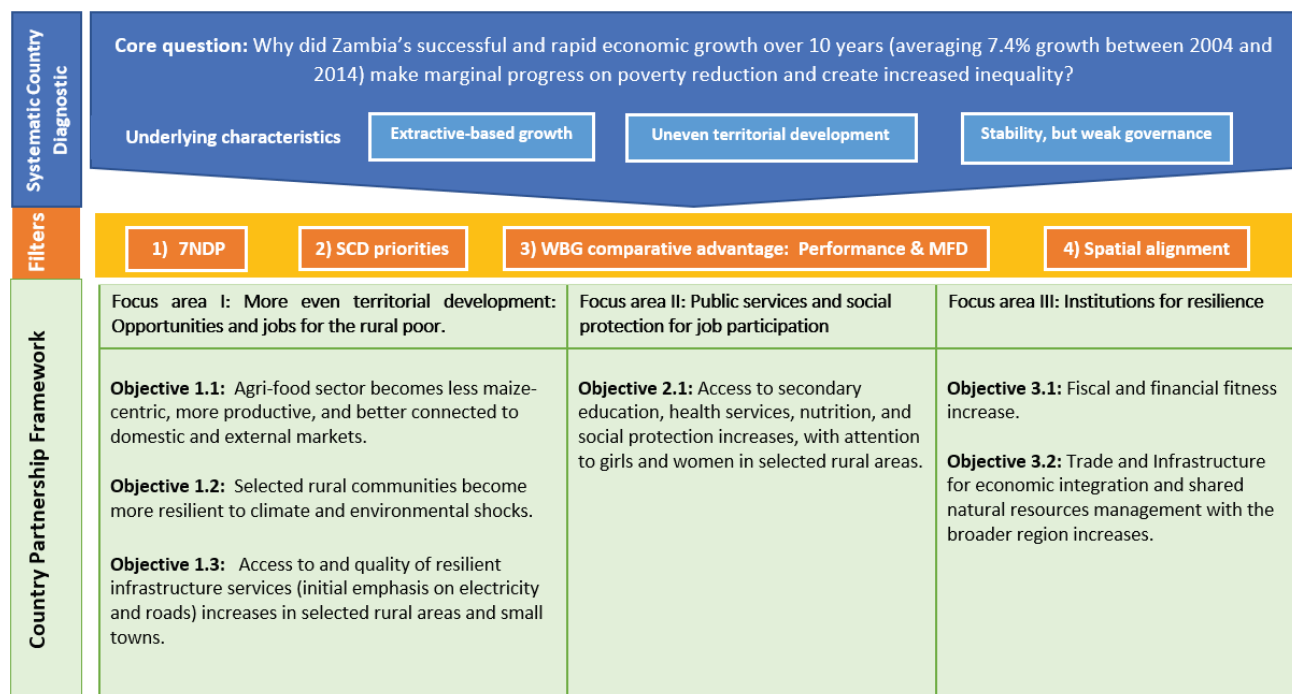 Systematic Country
Diagnostic
Core question: Why did Zambia's successful and rapid economic growth over 10 years (averaging 7.4% growth between 2004 and
2014) make marginal progress on poverty reduction and create increased inequality?
Underlying characteristics
Extractive-based growth
Uneven territorial development
Stability, but weak governance
Filters
1) 7NDP
2) SCD priorities
3) WBG comparative advantage: Performance & MFD
4) Spatial alignment
Country Partnership Framework
Focus area I: More even territorial development:
Opportunities and jobs for the rural poor.
Objective 1.1: Agri-food sector becomes less maize-
centric, more productive, and better connected to
domestic and external markets.
Objective 1.2: Selected rural communities become
more resilient to climate and environmental shocks.
Objective 1.3: Access to and quality of resilient
infrastructure services (initial emphasis on electricity
and roads) increases in selected rural areas and small
towns.
Focus area II: Public services and social
protection for job participation
Objective 2.1: Access to secondary
education, health services, nutrition, and
social protection increases, with attention
to girls and women in selected rural areas.
Focus area III: Institutions for resilience
Objective 3.1: Fiscal and financial fitness
increase.
Objective 3.2: Trade and Infrastructure
for economic integration and shared
natural resources management with the
broader region increases.